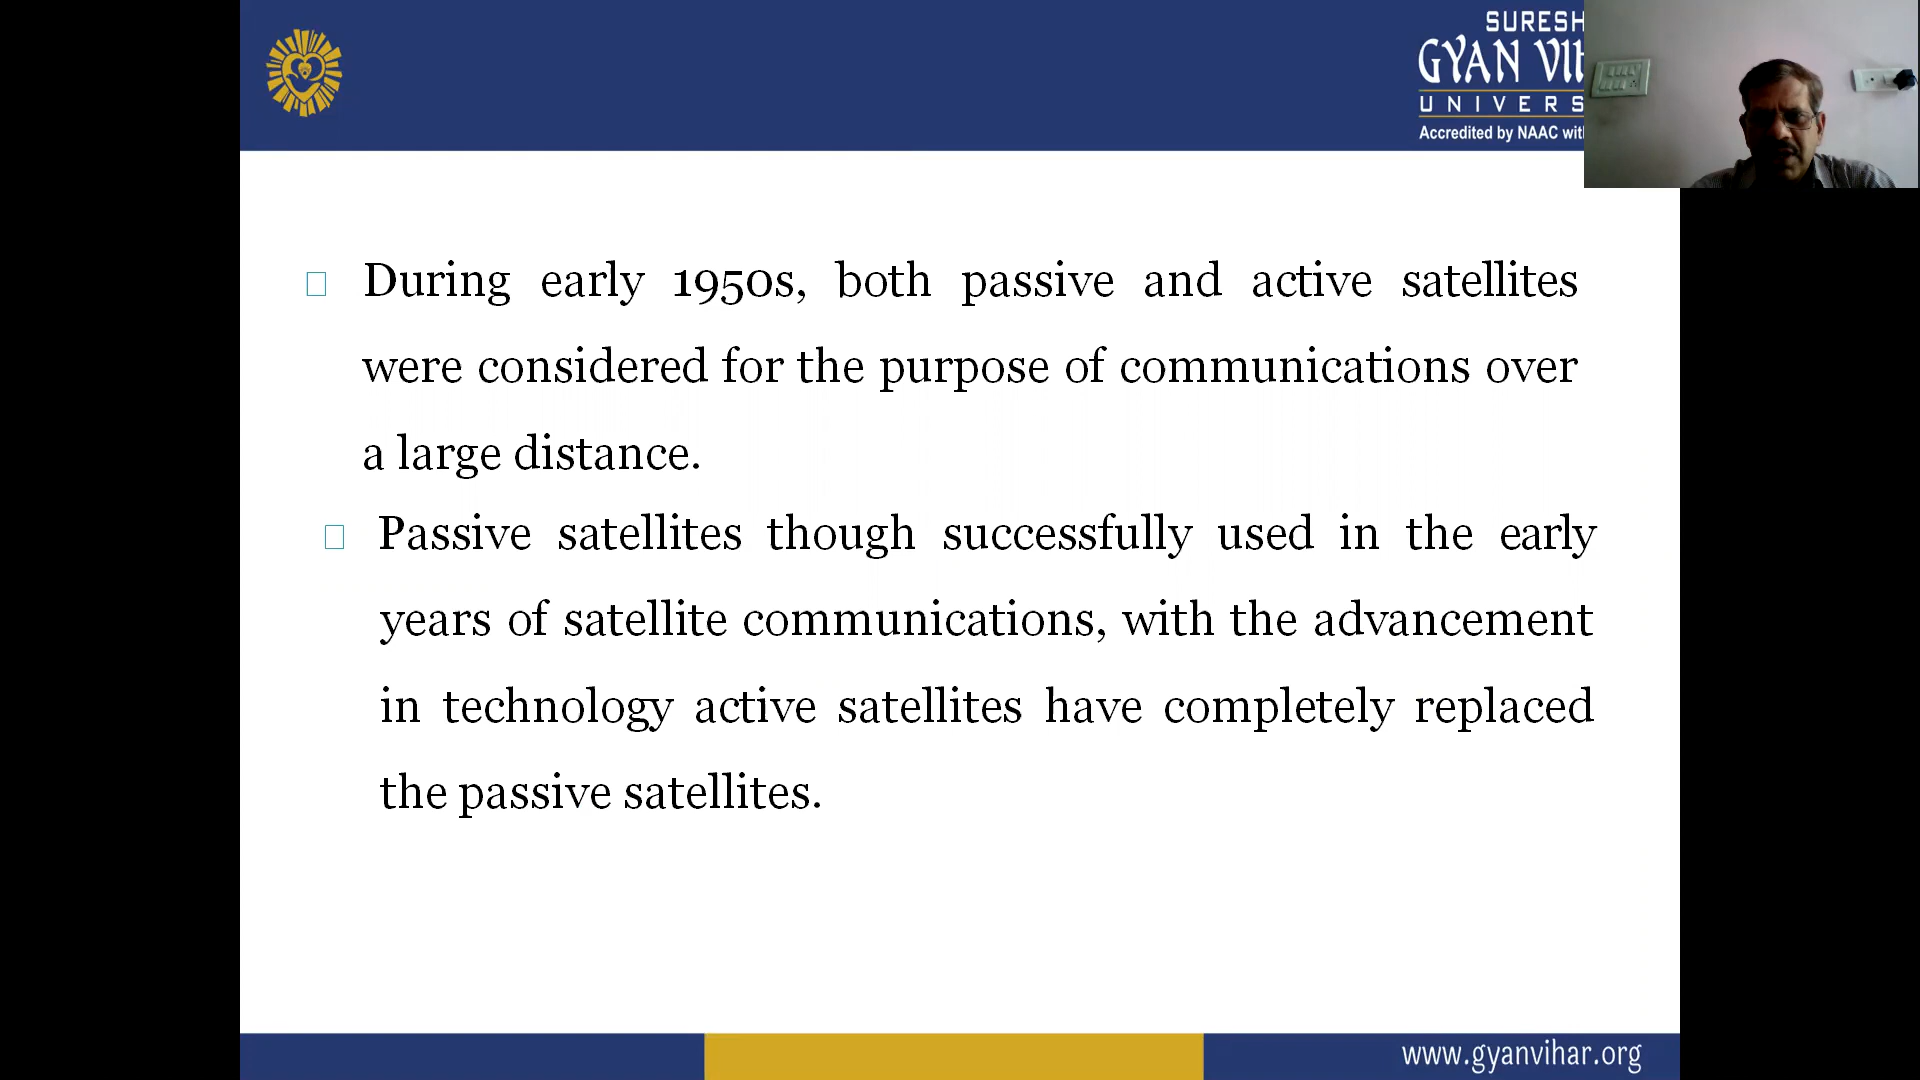 SURESH
GYAN
UNIVERS
Accredited by NAAC
During early 1950s, both passive and active satellites
were considered for the purpose of communications over
a large distance.
Passive satellites though successfully used in the early
years of satellite communications, with the advancement
in technology active satellites have completely replaced
the passive satellites.
www.gyanvihar.org